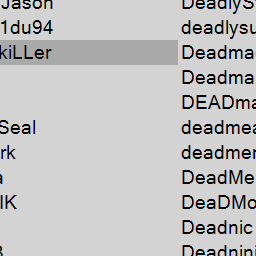 Jason DeadlyS
1du94 deadlysu
kiLLer Deadma
Deadma
DEADma
Seal deadmea
rk deadmer
a DeadMe
IK DeaDMo
Deadnic
Deadnini